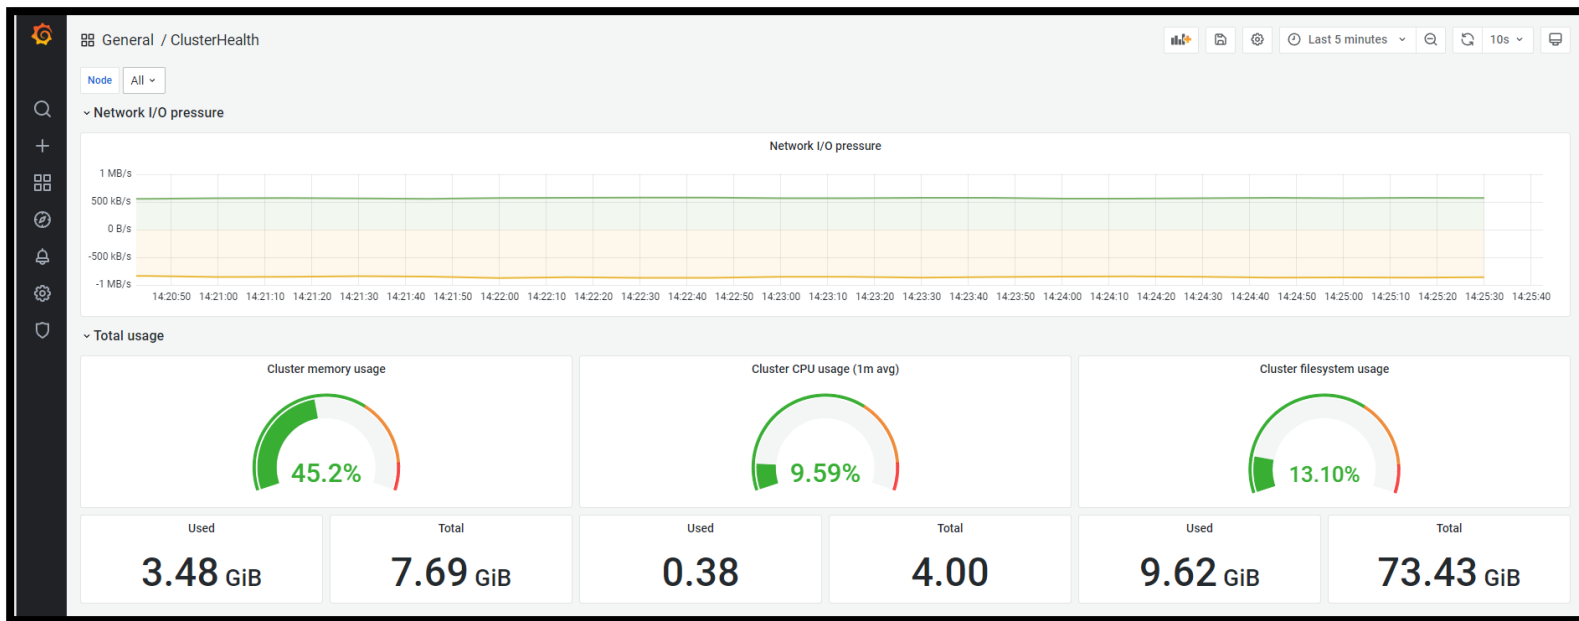 General / ClusterHealth
Last 5 minutes
10s
Node All
Network I/O pressure
Network I/O pressure
1 MB/s
500 kB/s
0 B/s
-500 kB/s
-1 MB/s
14:20:50 14:21:00 14:21:10 14:21:20 14:21:30 14:21:40 14:21:50 14:22:00 14:22:10 14:22:20 14:22:30 14:22:40 14:22:50 14:23:00 14:23:10 14:23:20 14:23:30 14:23:40 14:23:50 14:24:00 14:24:10 14:24:20 14:24:30 14:24:40 14:24:50 14:25:00 14:25:10 14:25:20 14:25:30 14:25:40
Total usage
Cluster memory usage
45.2%
Cluster CPU usage (1m avg)
9.59%
Cluster filesystem usage
13.10%
Used
3.48 GiB
Total
7.69 GiB
Used
0.38
Total
4.00
Used
9.62 GiB
Total
73.43 GiB